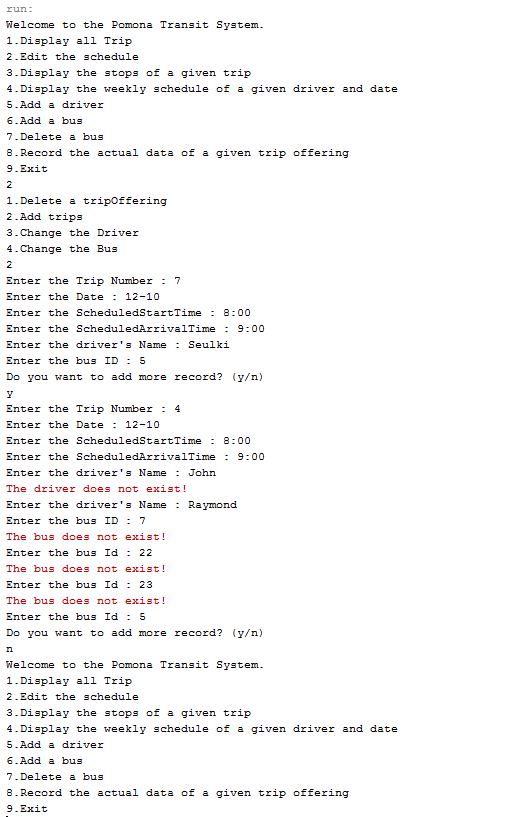 run:
Welcome to the Pomona Transit System.
1.Display all Trip
2.Edit the schedule
3.Display the stops of a given trip
4.Display the weekly schedule of a given driver and date
5.Add a driver
6.Add a bus
7.Delete a bus
8.Record the actual data of a given trip offering
9.Exit
2
1.Delete a tripOffering
2.Add trips
3.Change the Driver
4.Change the Bus
2
Enter the Trip Number : 7
Enter the Date : 12-10
Enter the ScheduledStartTime : 8:00
Enter the ScheduledArrivalTime : 9:00
Enter the driver's Name : Seulki
Enter the bus ID : 5
Do you want to add more record? (y/n)
y
Enter the Trip Number : 4
Enter the Date : 12-10
Enter the ScheduledStartTime : 8:00
Enter the ScheduledArrivalTime : 9:00
Enter the driver's Name : John
The driver does not exist!
Enter the driver's Name : Raymond
Enter the bus ID : 7
The bus does not exist!
Enter the bus Id : 22
The bus does not exist!
Enter the bus Id : 23
The bus does not exist!
Enter the bus Id : 5
Do you want to add more record? (y/n)
n
Welcome to the Pomona Transit System.
1.Display all Trip
2.Edit the schedule
3.Display the stops of a given trip
4.Display the weekly schedule of a given driver and date
5.Add a driver
6.Add a bus
7.Delete a bus
8.Record the actual data of a given trip offering
9.Exit